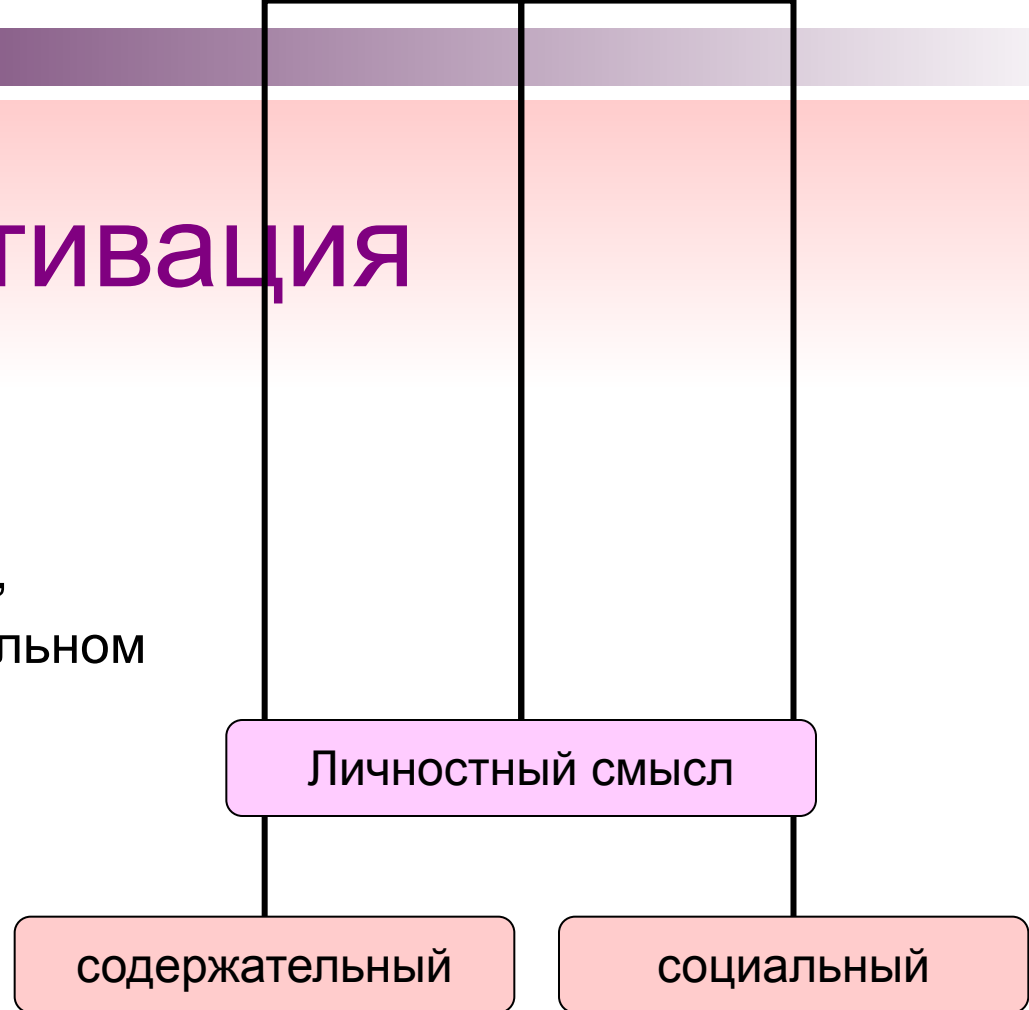 тивация
,
льном
Личностный смысл
содержательный
социальный